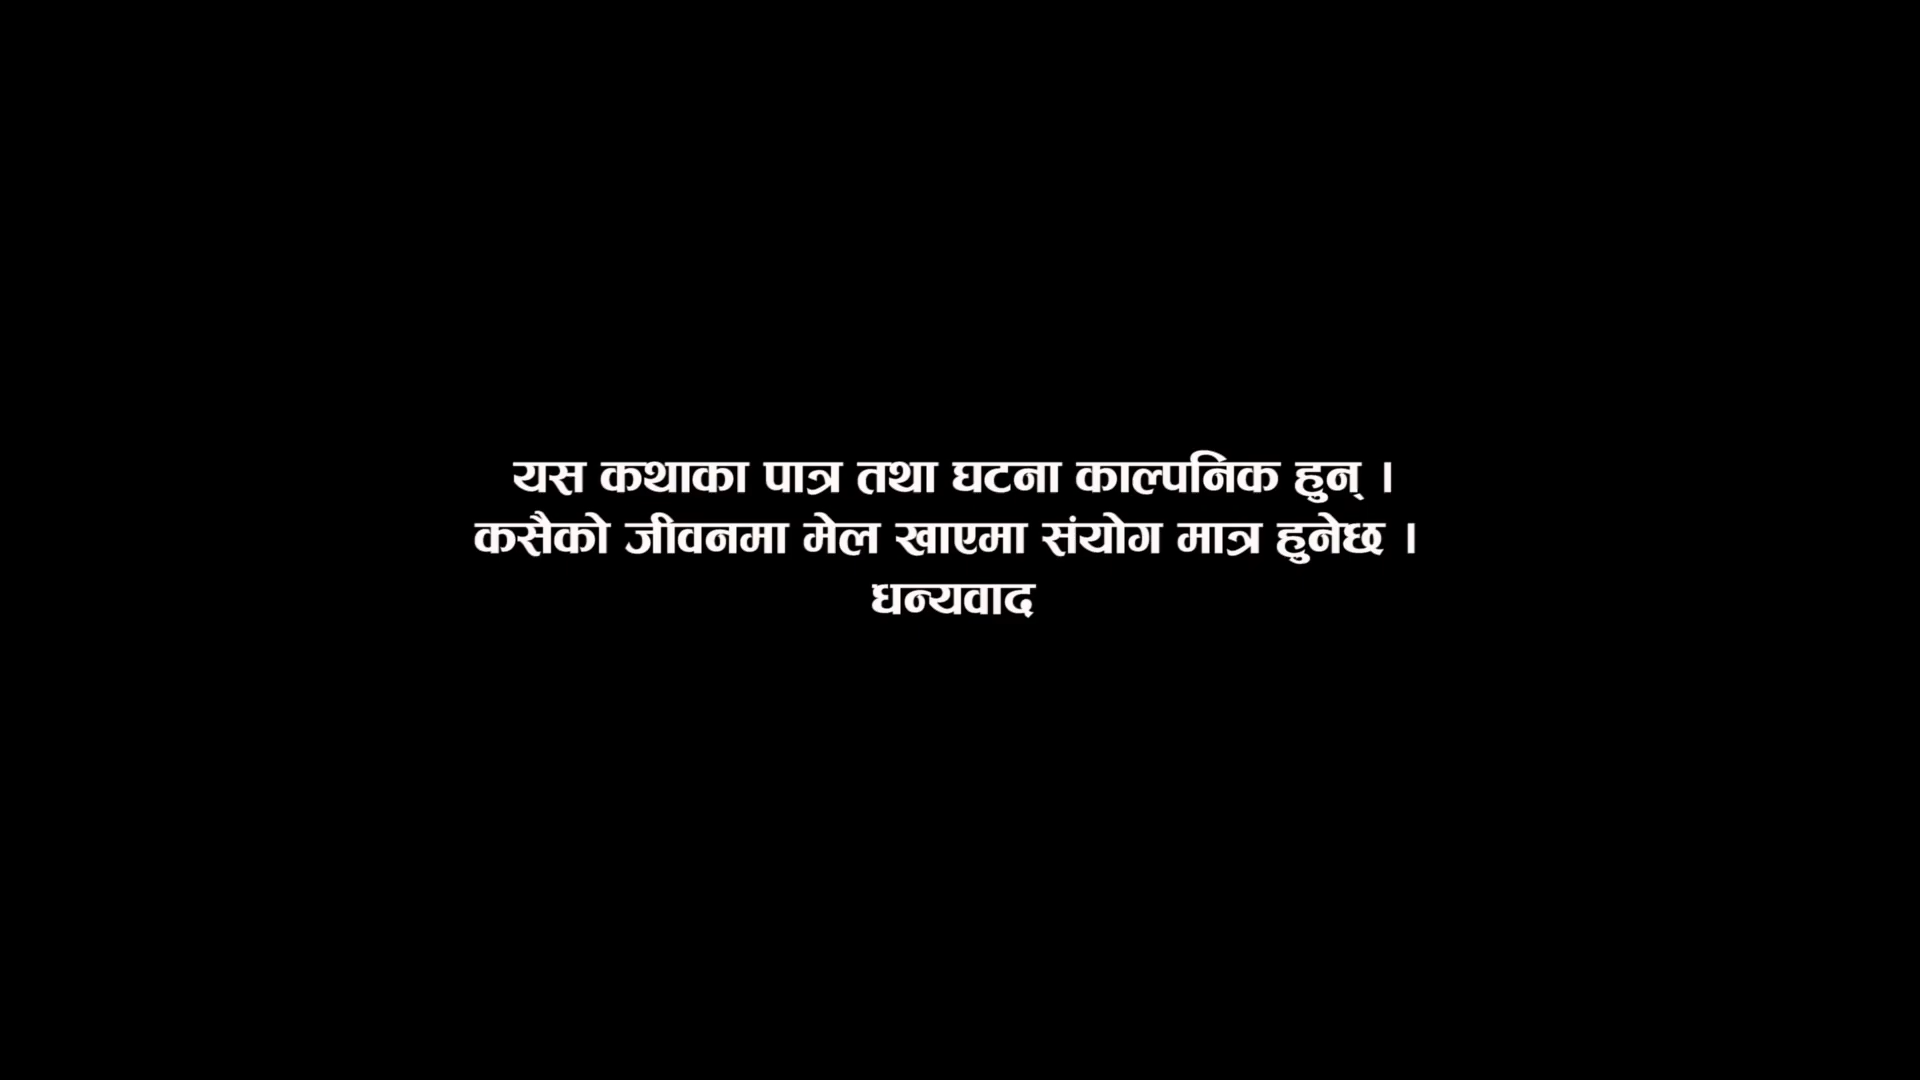 यस कथाका पात्र तथा घटना काल्पनिक हुन् ।
कसैको जीवनमा मेल खाएमा संयोग मात्र हुनेछ ।
धन्यवाद